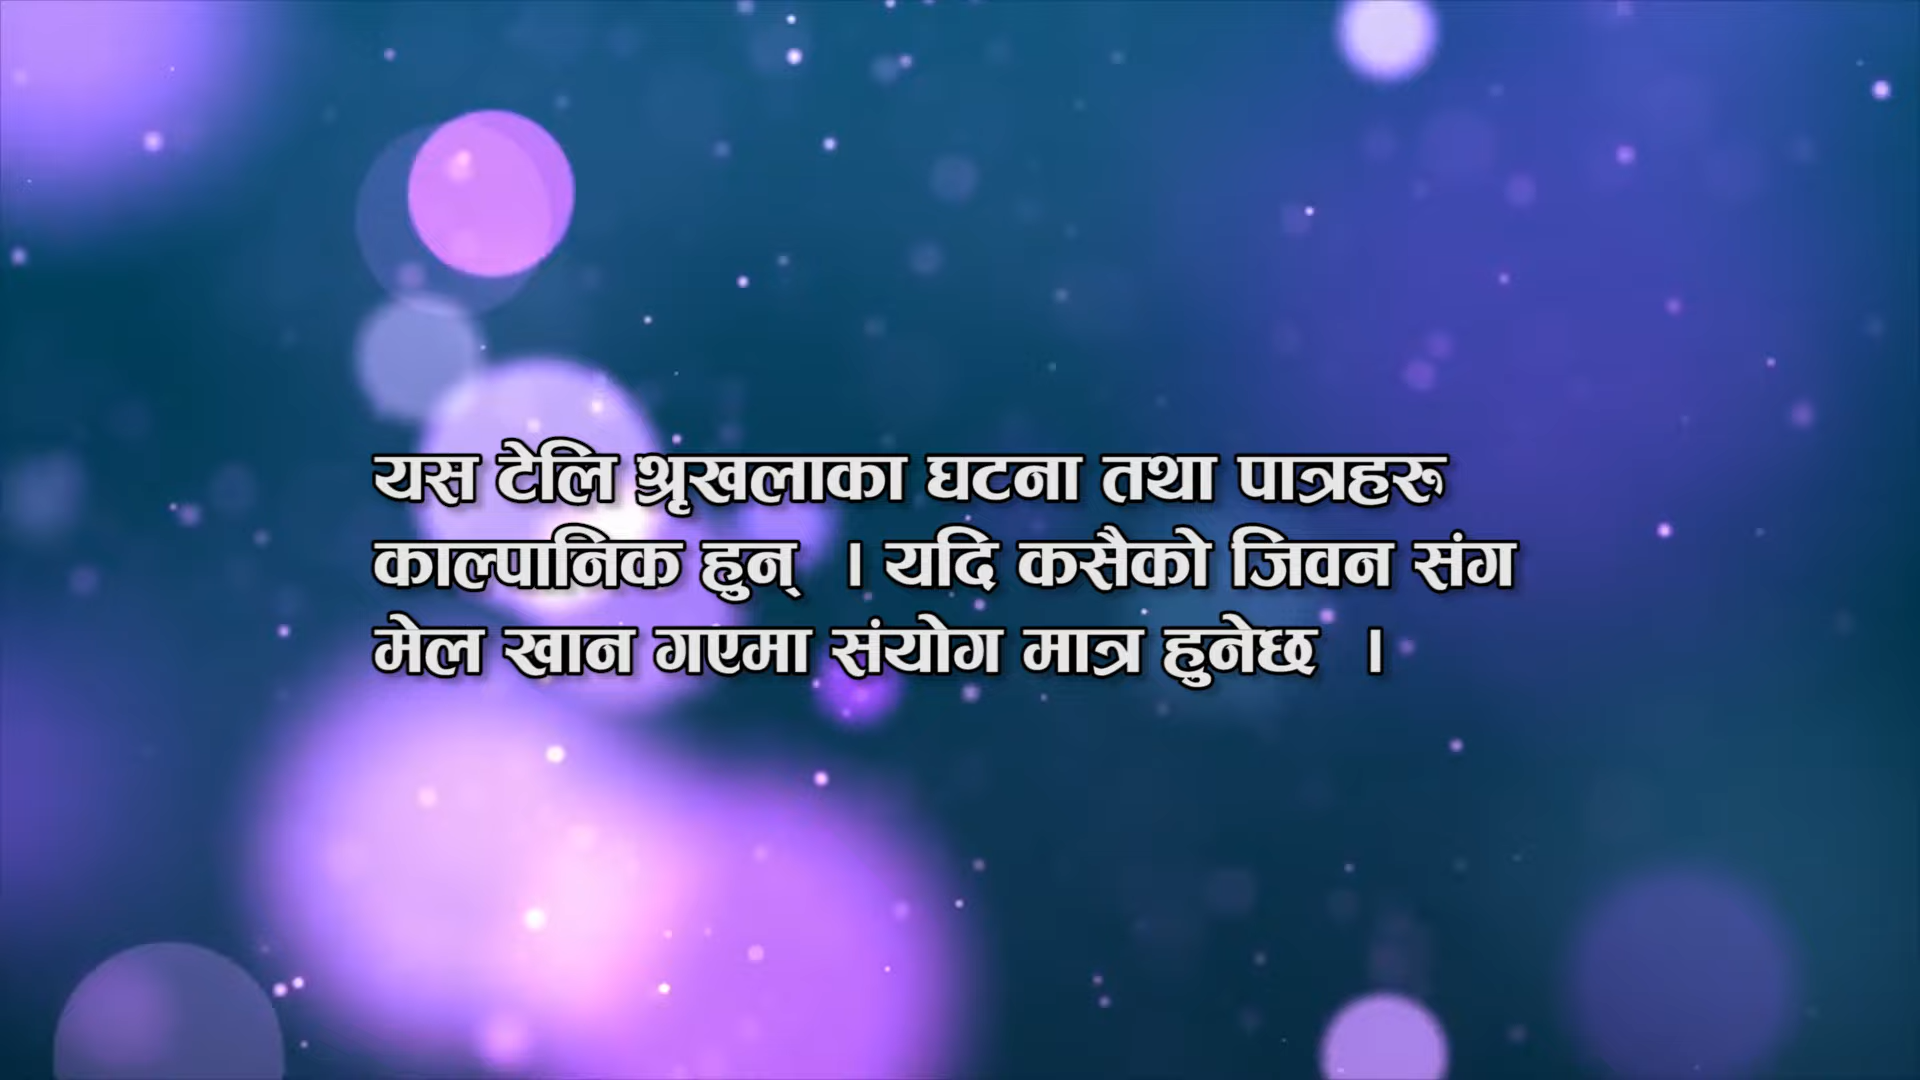 यस टेलि श्रृखलाका घटना तथा पात्रहरु
काल्पानिक हुन् । यदि कसैको जिवन संग
मेल खान गएमा संयोग मात्र हुनेछ ।